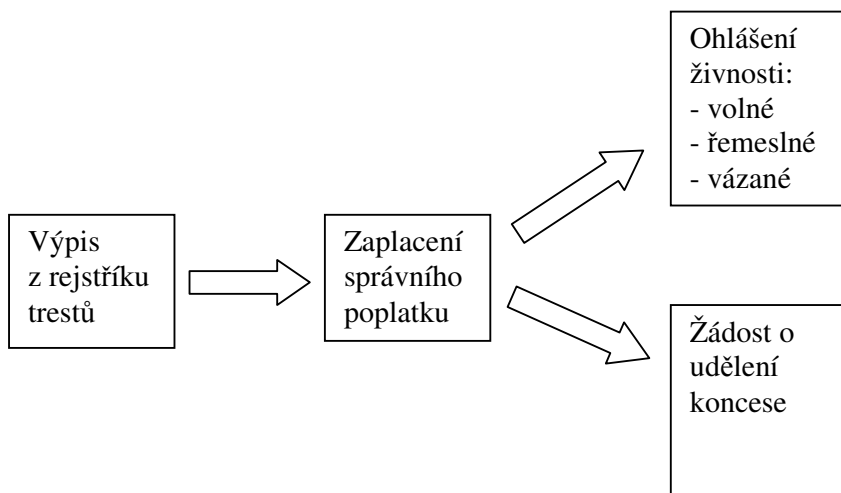 Výpis
z rejstříku
trestů
Zaplacení
správního
poplatku
Ohlášení
živnosti:
- volné
- řemeslné
- vázané
Žádost o
udělení
koncese